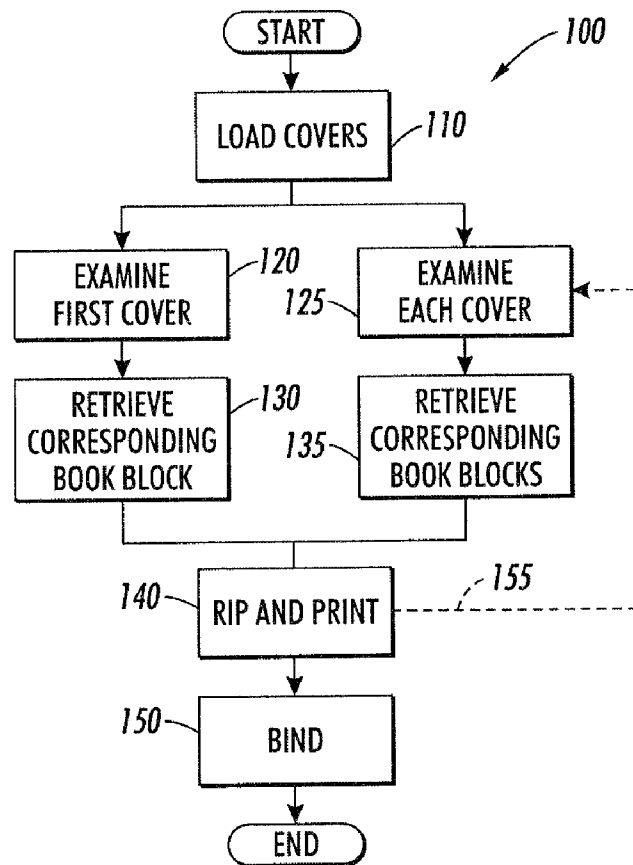 START
100
LOAD COVERS
110
EXAMINE
FIRST COVER
120
EXAMINE
EACH COVER
125
RETRIEVE
CORRESPONDING
BOOK BLOCK
130
RETRIEVE
CORRESPONDING
BOOK BLOCKS
135
RIP AND PRINT
140
155
BIND
150
END